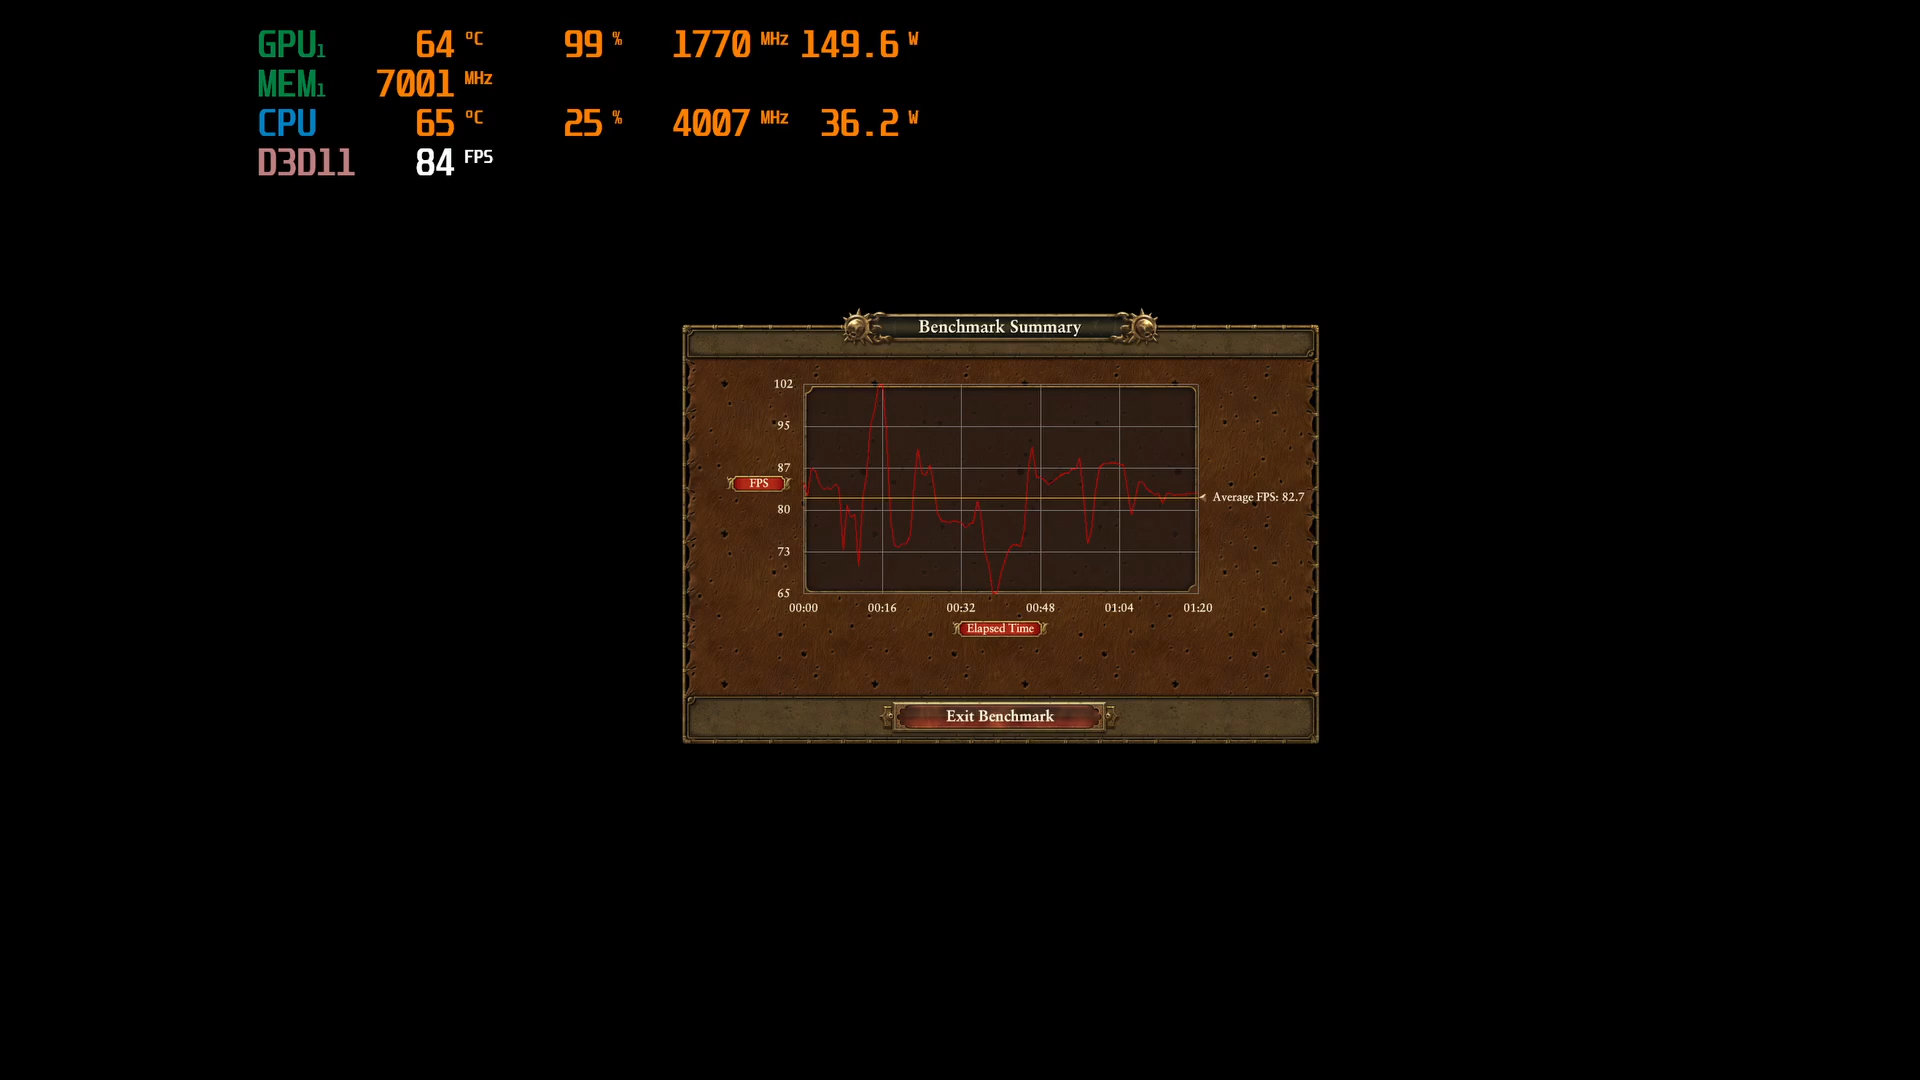 GPU1 64 °C 99 % 1770 MHz 149.6 W
MEM1 7001 MHz
CPU 65 °C 25 % 4007 MHz 36.2 W
D3D11 84 FPS
Benchmark Summary
102
95
87
FPS
Average FPS: 82.7
80
73
65
00:00 00:16 00:32 00:48 01:04 01:20
Elapsed Time
Exit Benchmark